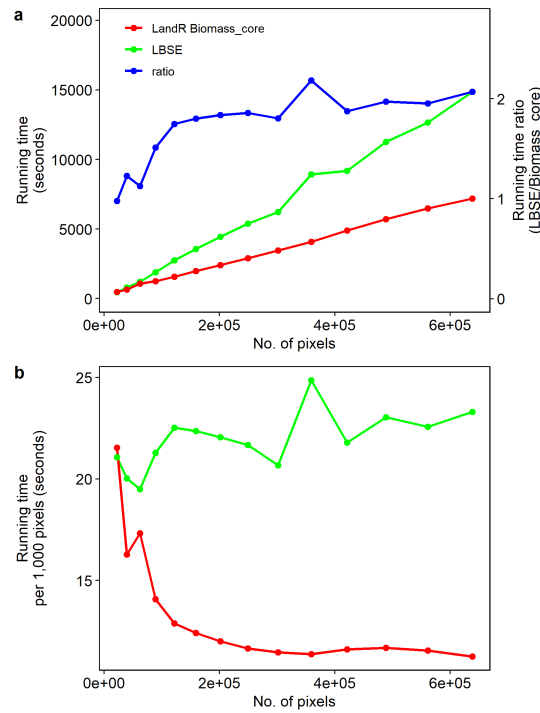 a
20000
15000
10000
5000
0
Running time
(seconds)
LandR Biomass_core
LBSE
ratio
2
1
0
Running time ratio
(LBSE/Biomass_core)
0e+00 2e+05 4e+05 6e+05
No. of pixels
b
25
20
15
Running time
per 1,000 pixels (seconds)
0e+00 2e+05 4e+05 6e+05
No. of pixels